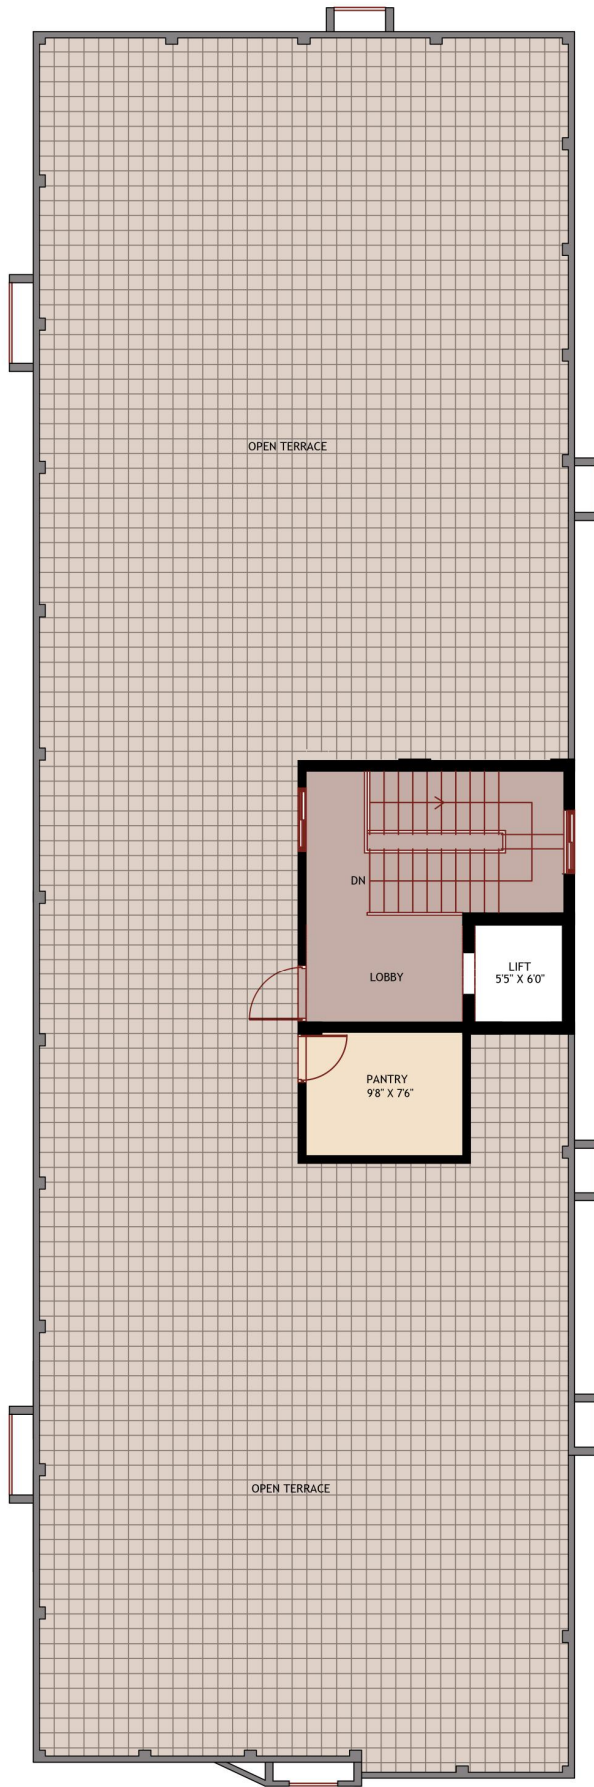 OPEN TERRACE
DN
LIFT
5'5" X 6'0"
LOBBY
PANTRY
9'8" X 7'6"
OPEN TERRACE